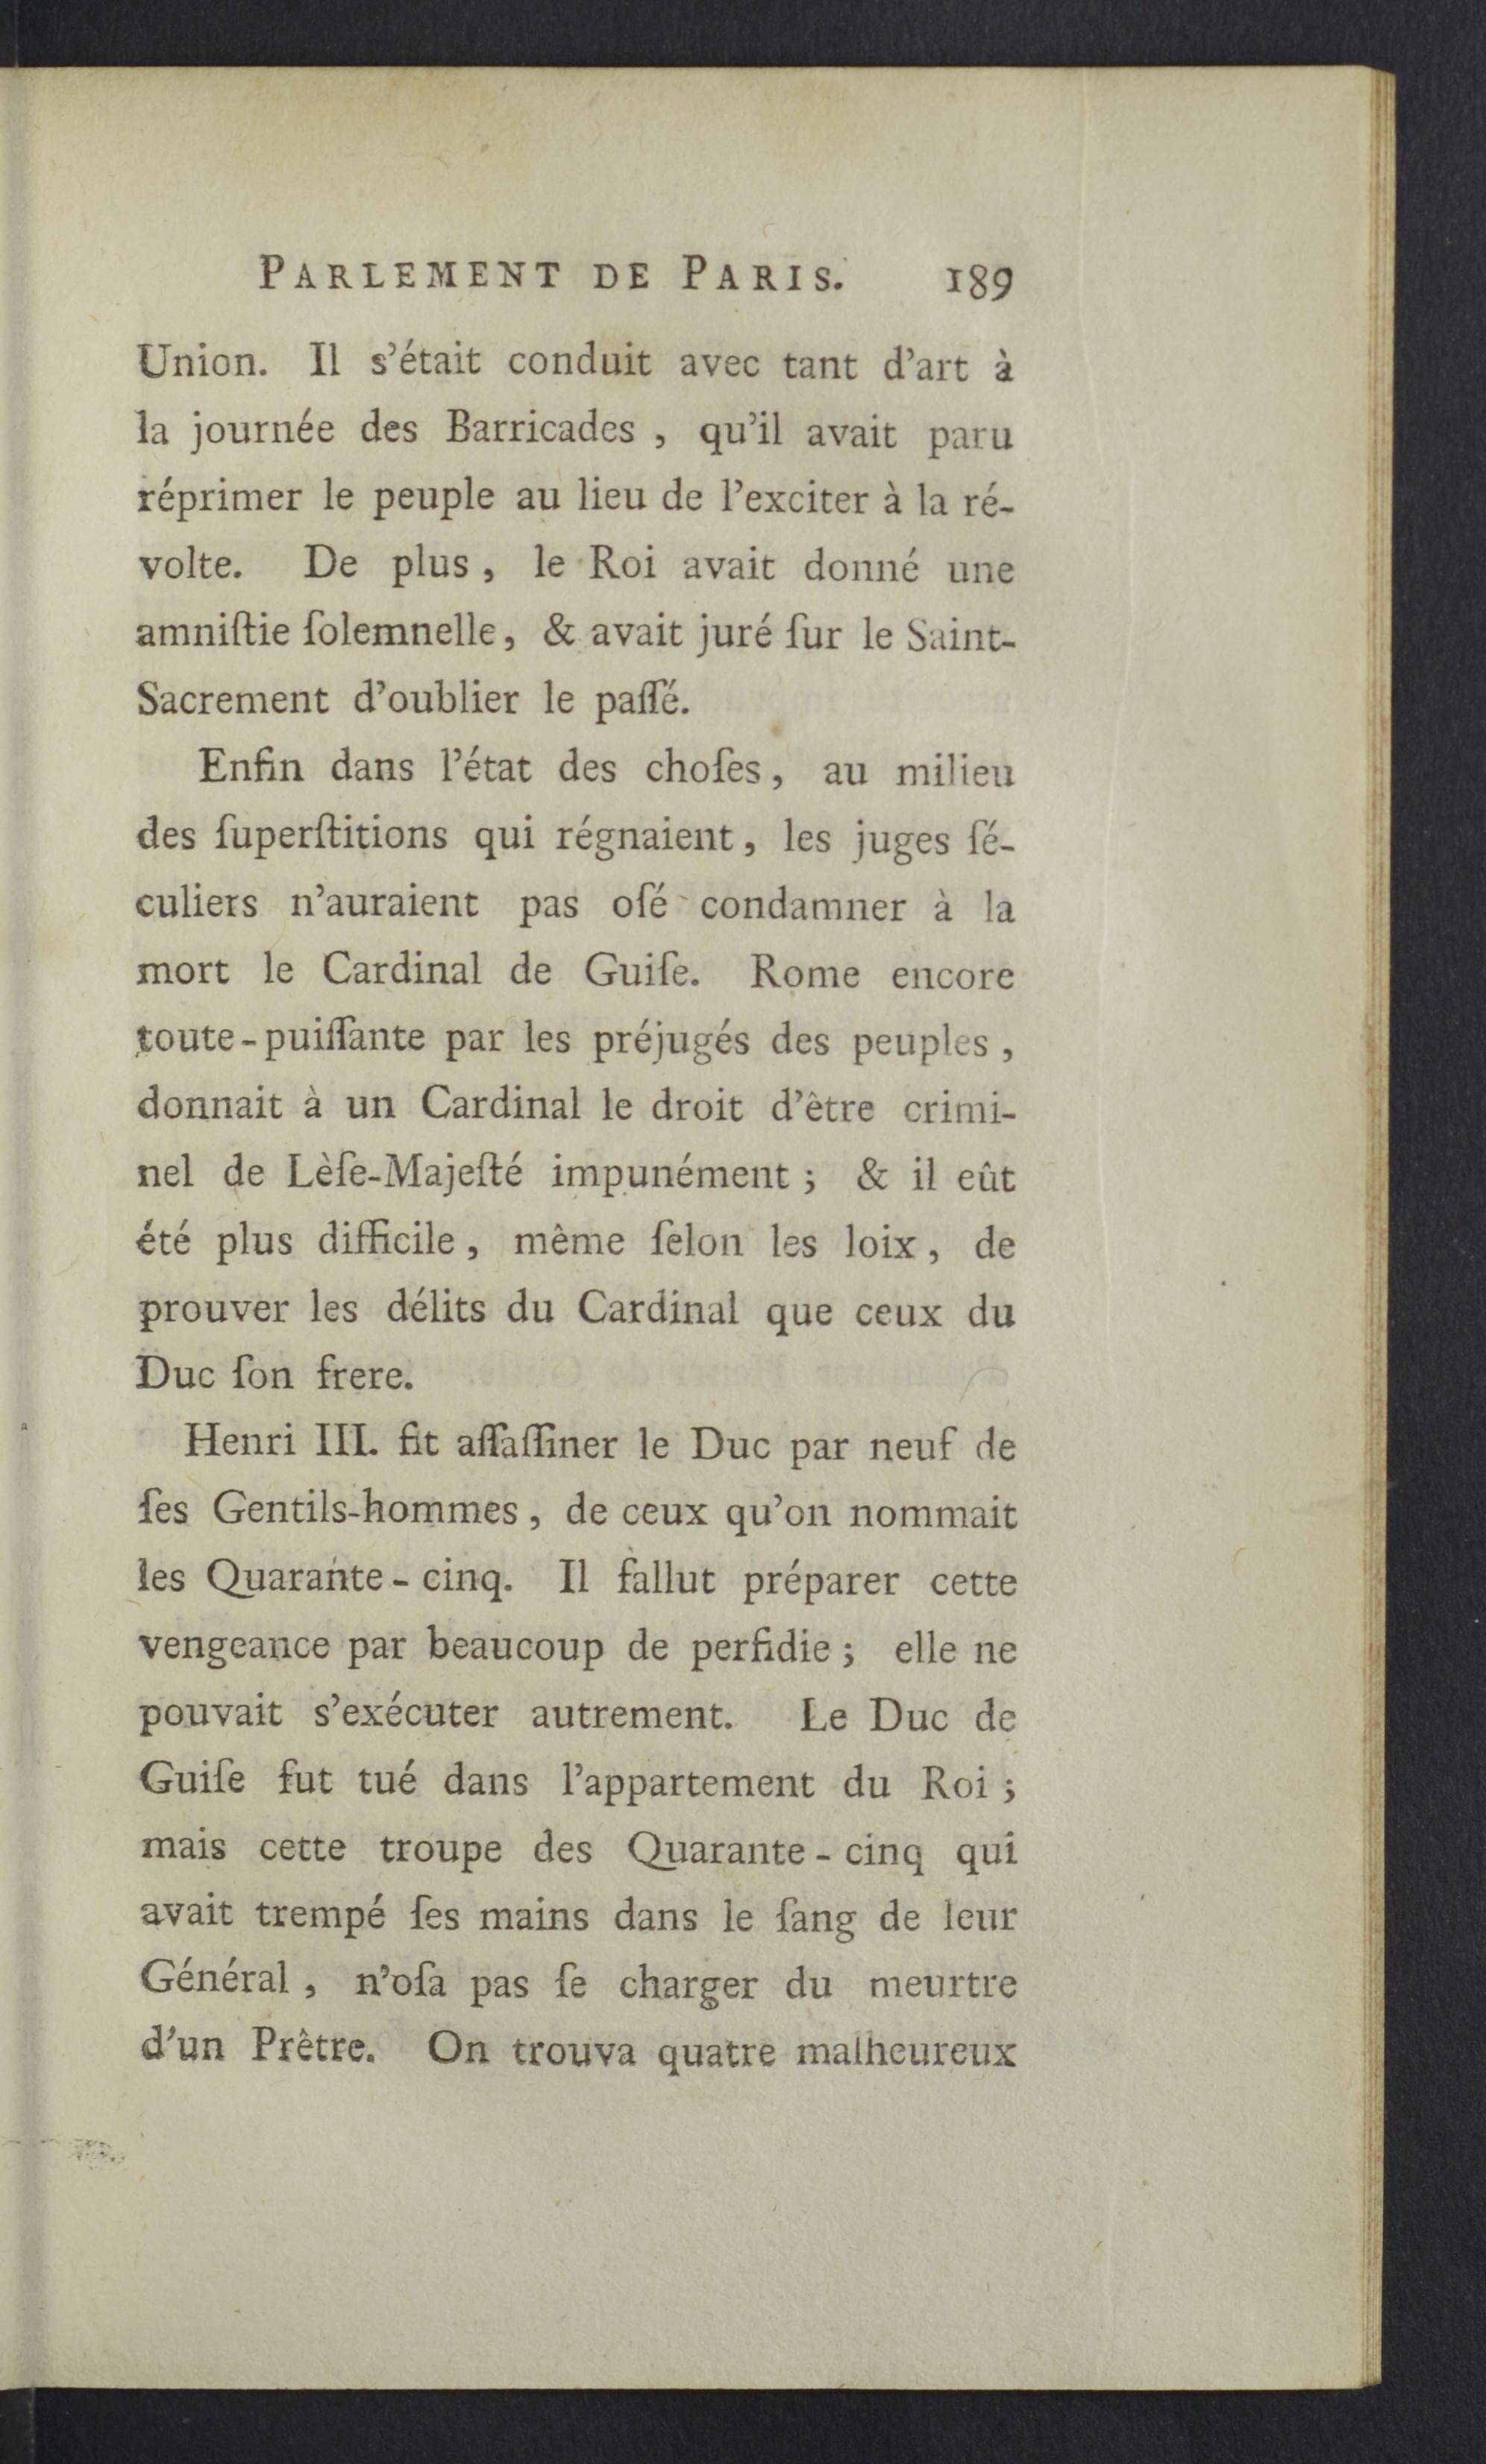 PARLEMENT DE PARIS. 189
Union. Il s'était conduit avec tant d'art à
la journée des Barricades , qu'il avait paru
réprimer le peuple au lieu de l'exciter à la ré-
volte. De plus , le Roi avait donné une
amniſtie ſolemnelle, & avait juré ſur le Saint-
Sacrement d'oublier le paſſé.
Enfin dans l'état des choſes, au milieu
des ſuperſtitions qui régnaient, les juges ſé-
culiers n'auraient pas oſé condamner à la
mort le Cardinal de Guiſe. Rome encore
toute-puiſſante par les préjugés des peuples ,
donnait à un Cardinal le droit d'ètre crimi-
nel de Lèſe-Majeſté impunément ; & il eût
été plus difficile , même ſelon les loix, de
prouver les délits du Cardinal que ceux du
Duc ſon frere.
Henri III. fit aſſaſſiner le Duc par neuf de
ſes Gentils-hommes , de ceux qu'on nommait
les Quarante-cinq. Il fallut préparer cette
vengeance par beaucoup de perfidie ; elle ne
pouvait s'exécuter autrement. Le Duc de
Guiſe fut tué dans l'appartement du Roi ;
mais cette troupe des Quarante-cinq qui
avait trempé ſes mains dans le ſang de leur
Général , n'oſa pas ſe charger du meurtre
d'un Prêtre. On trouva quatre malheureux